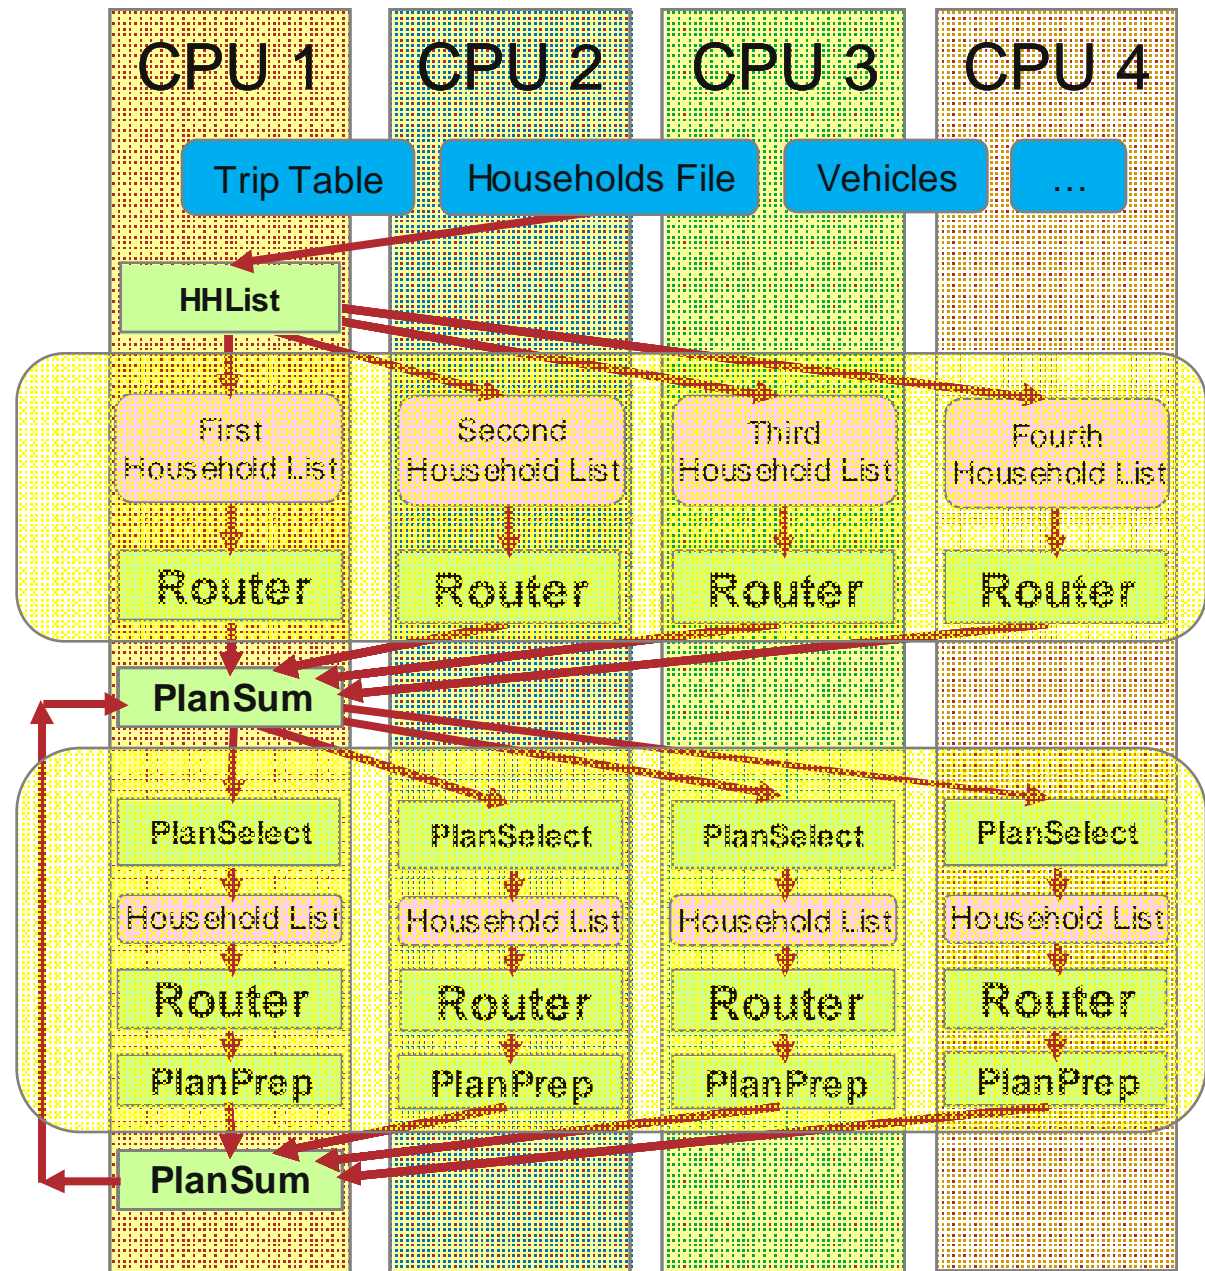 CPU 1 CPU 2 CPU 3 CPU 4
Trip Table Households File Vehicles …
HHList
First Second Third Fourth
Household List Household List Household List Household List
Router Router Router Router
PlanSum
PlanSelect PlanSelect PlanSelect PlanSelect
Household List Household List Household List Household List
Router Router Router Router
PlanPrep PlanPrep PlanPrep PlanPrep
PlanSum